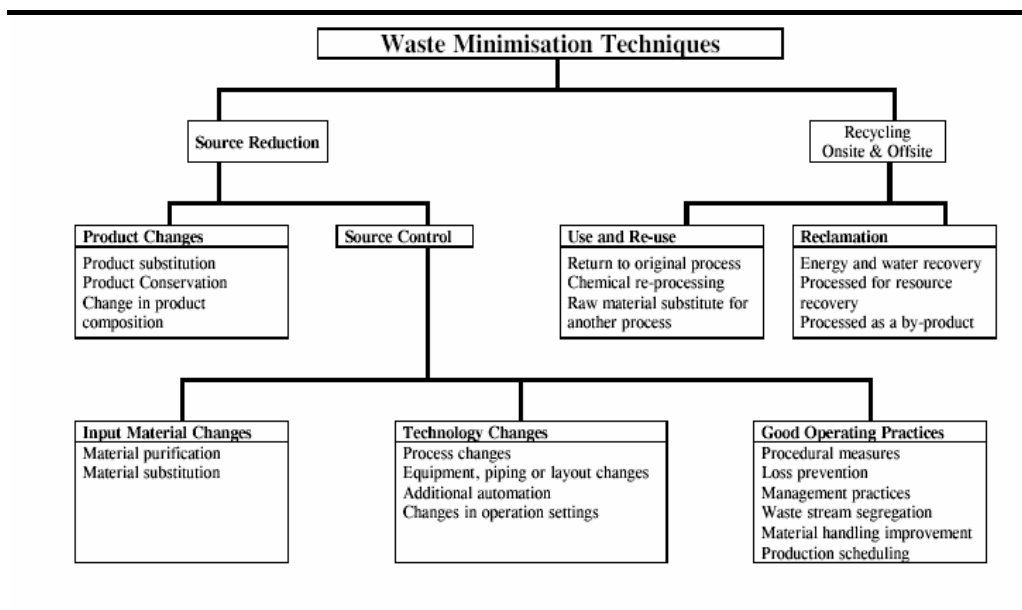 Waste Minimisation Techniques
Source Reduction
Recycling
Onsite & Offsite
Product Changes
Product substitution
Product Conservation
Change in product
composition
Source Control
Use and Re-use
Return to original process
Chemical re-processing
Raw material substitute for
another process
Reclamation
Energy and water recovery
Processed for resource
recovery
Processed as a by-product
Input Material Changes
Material purification
Material substitution
Technology Changes
Process changes
Equipment, piping or layout changes
Additional automation
Changes in operation settings
Good Operating Practices
Procedural measures
Loss prevention
Management practices
Waste stream segregation
Material handling improvement
Production scheduling